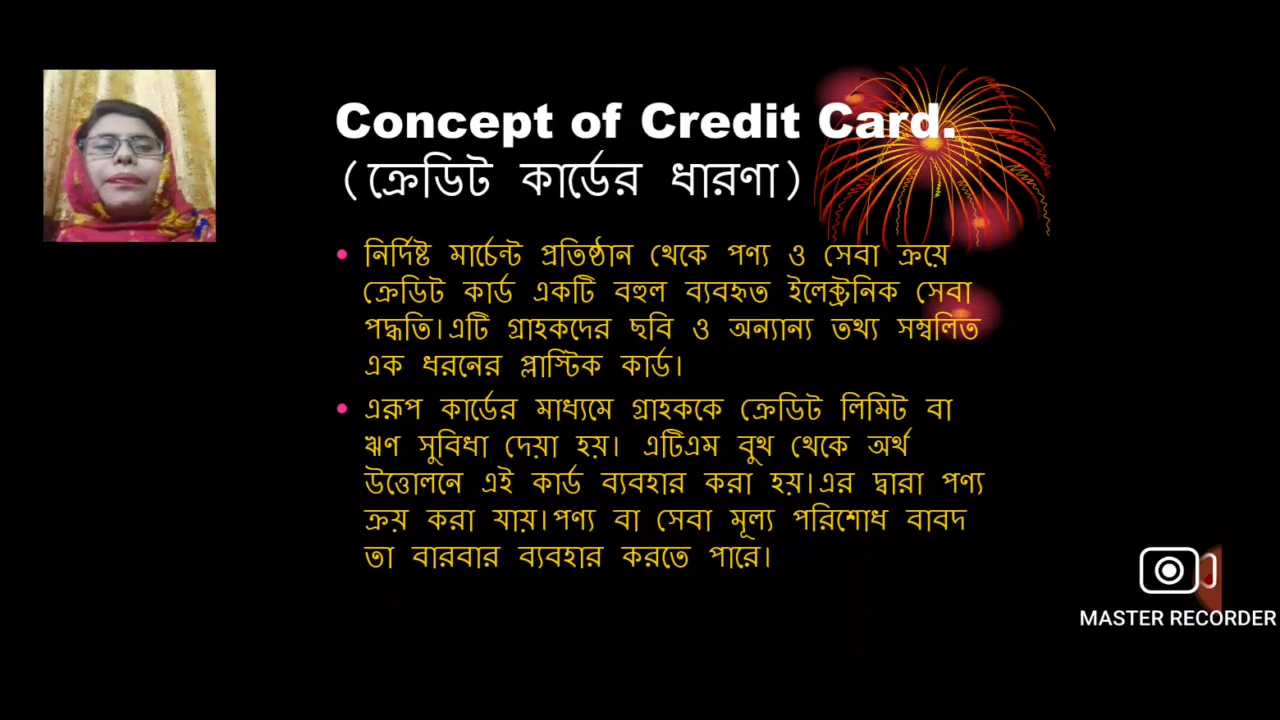 Concept of Credit Card.
(ক্রেডিট কার্ডের ধারণা)
• নির্দিষ্ট মার্চেন্ট প্রতিষ্ঠান থেকে পণ্য ও সেবা ক্রয়ে
ক্রেডিট কার্ড একটি বহুল ব্যবহৃত ইলেক্ট্রনিক সেবা
পদ্ধতি।এটি গ্রাহকদের ছবি ও অন্যান্য তথ্য সম্বলিত
এক ধরনের প্লাস্টিক কার্ড।
• এরূপ কার্ডের মাধ্যমে গ্রাহককে ক্রেডিট লিমিট বা
ঋণ সুবিধা দেয়া হয়। এটিএম বুথ থেকে অর্থ
উত্তোলনে এই কার্ড ব্যবহার করা হয়।এর দ্বারা পণ্য
ক্রয় করা যায়।পণ্য বা সেবা মূল্য পরিশোধ বাবদ
তা বারবার ব্যবহার করতে পারে।
MASTER RECORDER